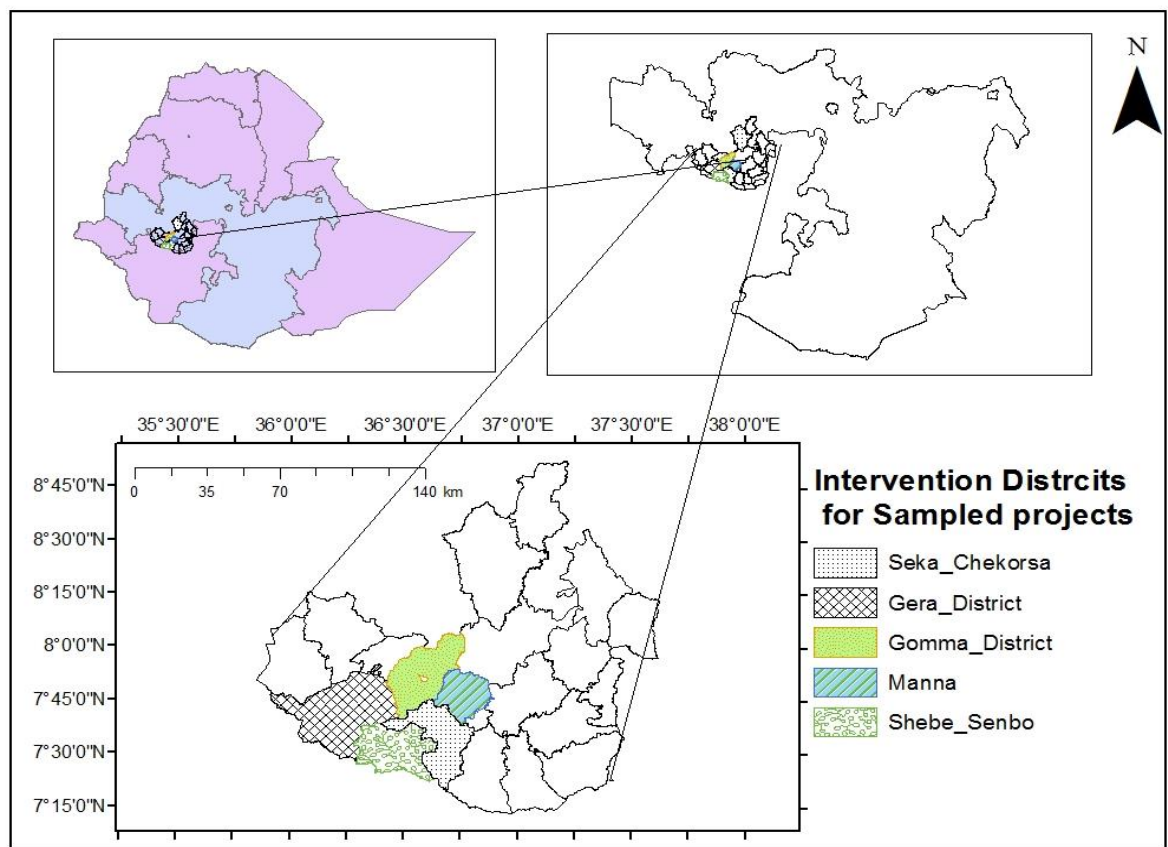 N
35°30'0"E 36°0'0"E 36°30'0"E 37°0'0"E 37°30'0"E 38°0'0"E
0 35 70 140 km
8°45'0"N
8°30'0"N
8°15'0"N
8°0'0"N
7°45'0"N
7°30'0"N
7°15'0"N
Intervention Distrcits
for Sampled projects
Seka_Chekorsa
Gera_District
Gomma_District
Manna
Shebe_Senbo